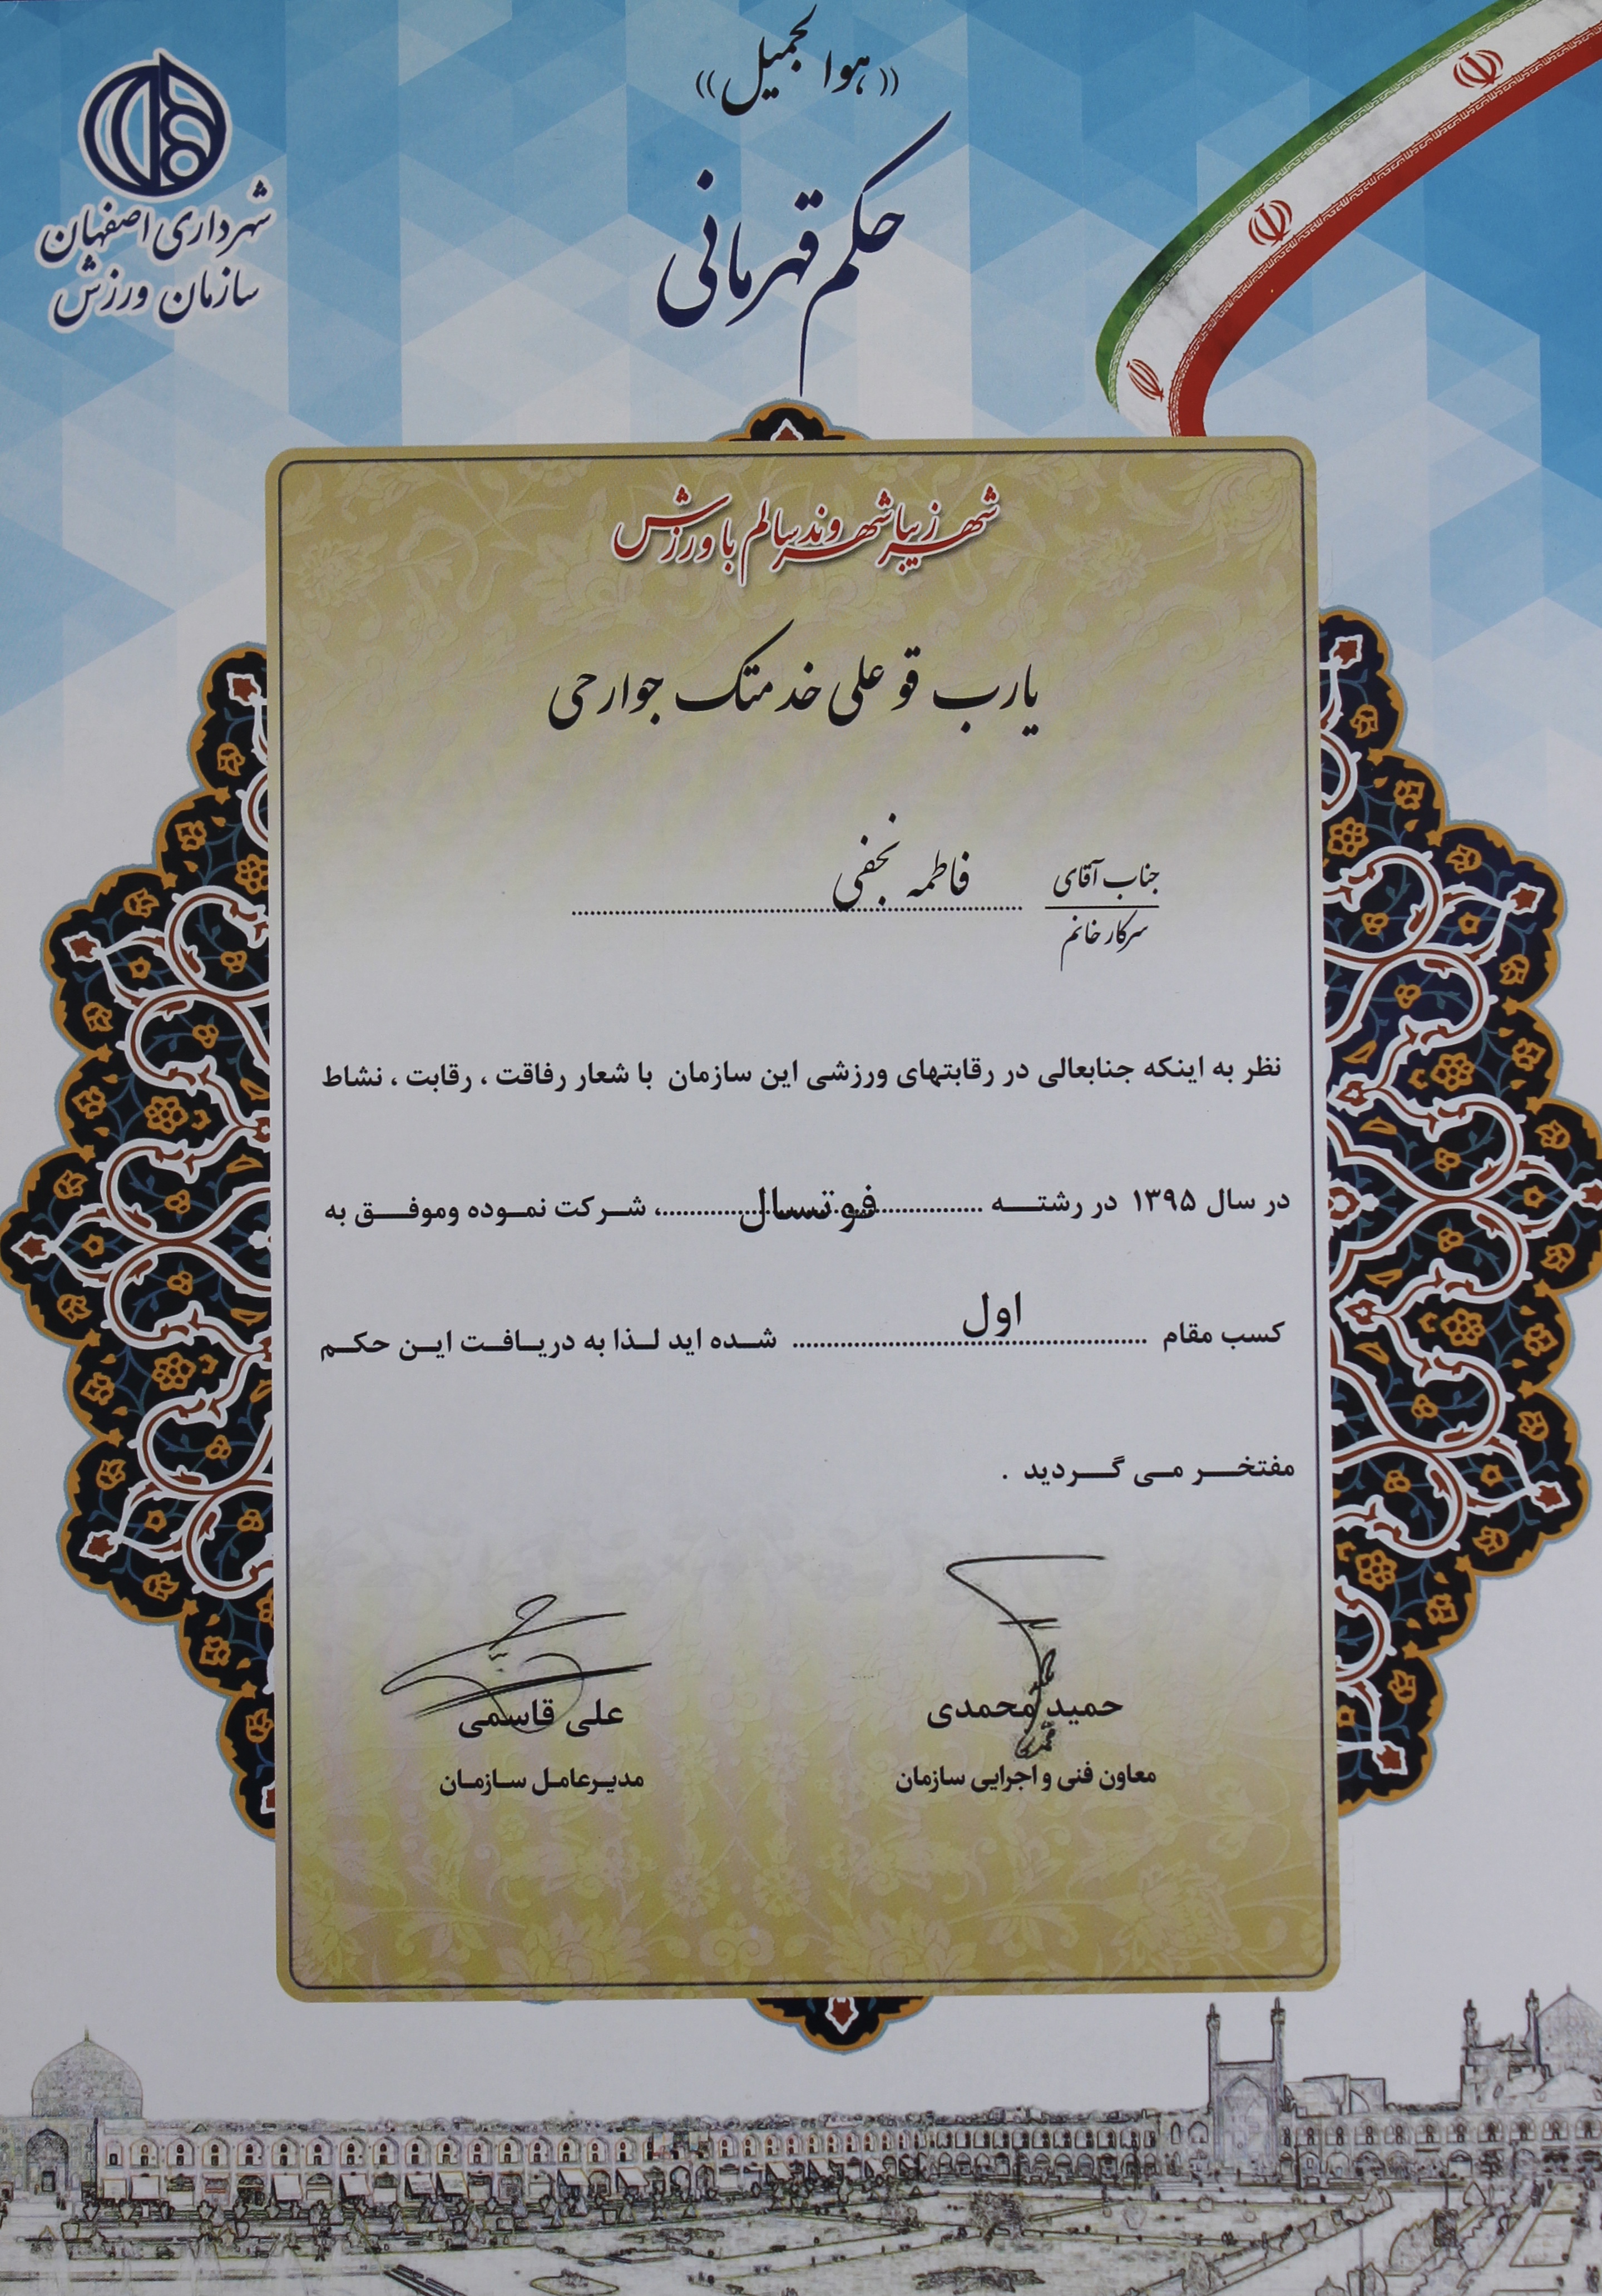 ((هوالجمیل))
حکم قهرمانی
شهرداری اصفهان
سازمان ورزش
شهر زیبا شهروند سالم با ورزش
یارب قو علی خدمتک جوارحی
جناب آقای
سرکار خانم
فاطمه نجفی
نظر به اینکه جنابعالی در رقابتهای ورزشی این سازمان با شعار رفاقت ، رقابت ، نشاط
در سال ۱۳۹۵ در رشته فوتسال ، شرکت نموده وموفق به
کسب مقام اول شده اید لذا به دریافت این حکم
مفتخر می گردید .
حمید محمدی
معاون فنی و اجرایی سازمان
علی قاسمی
مدیرعامل سازمان